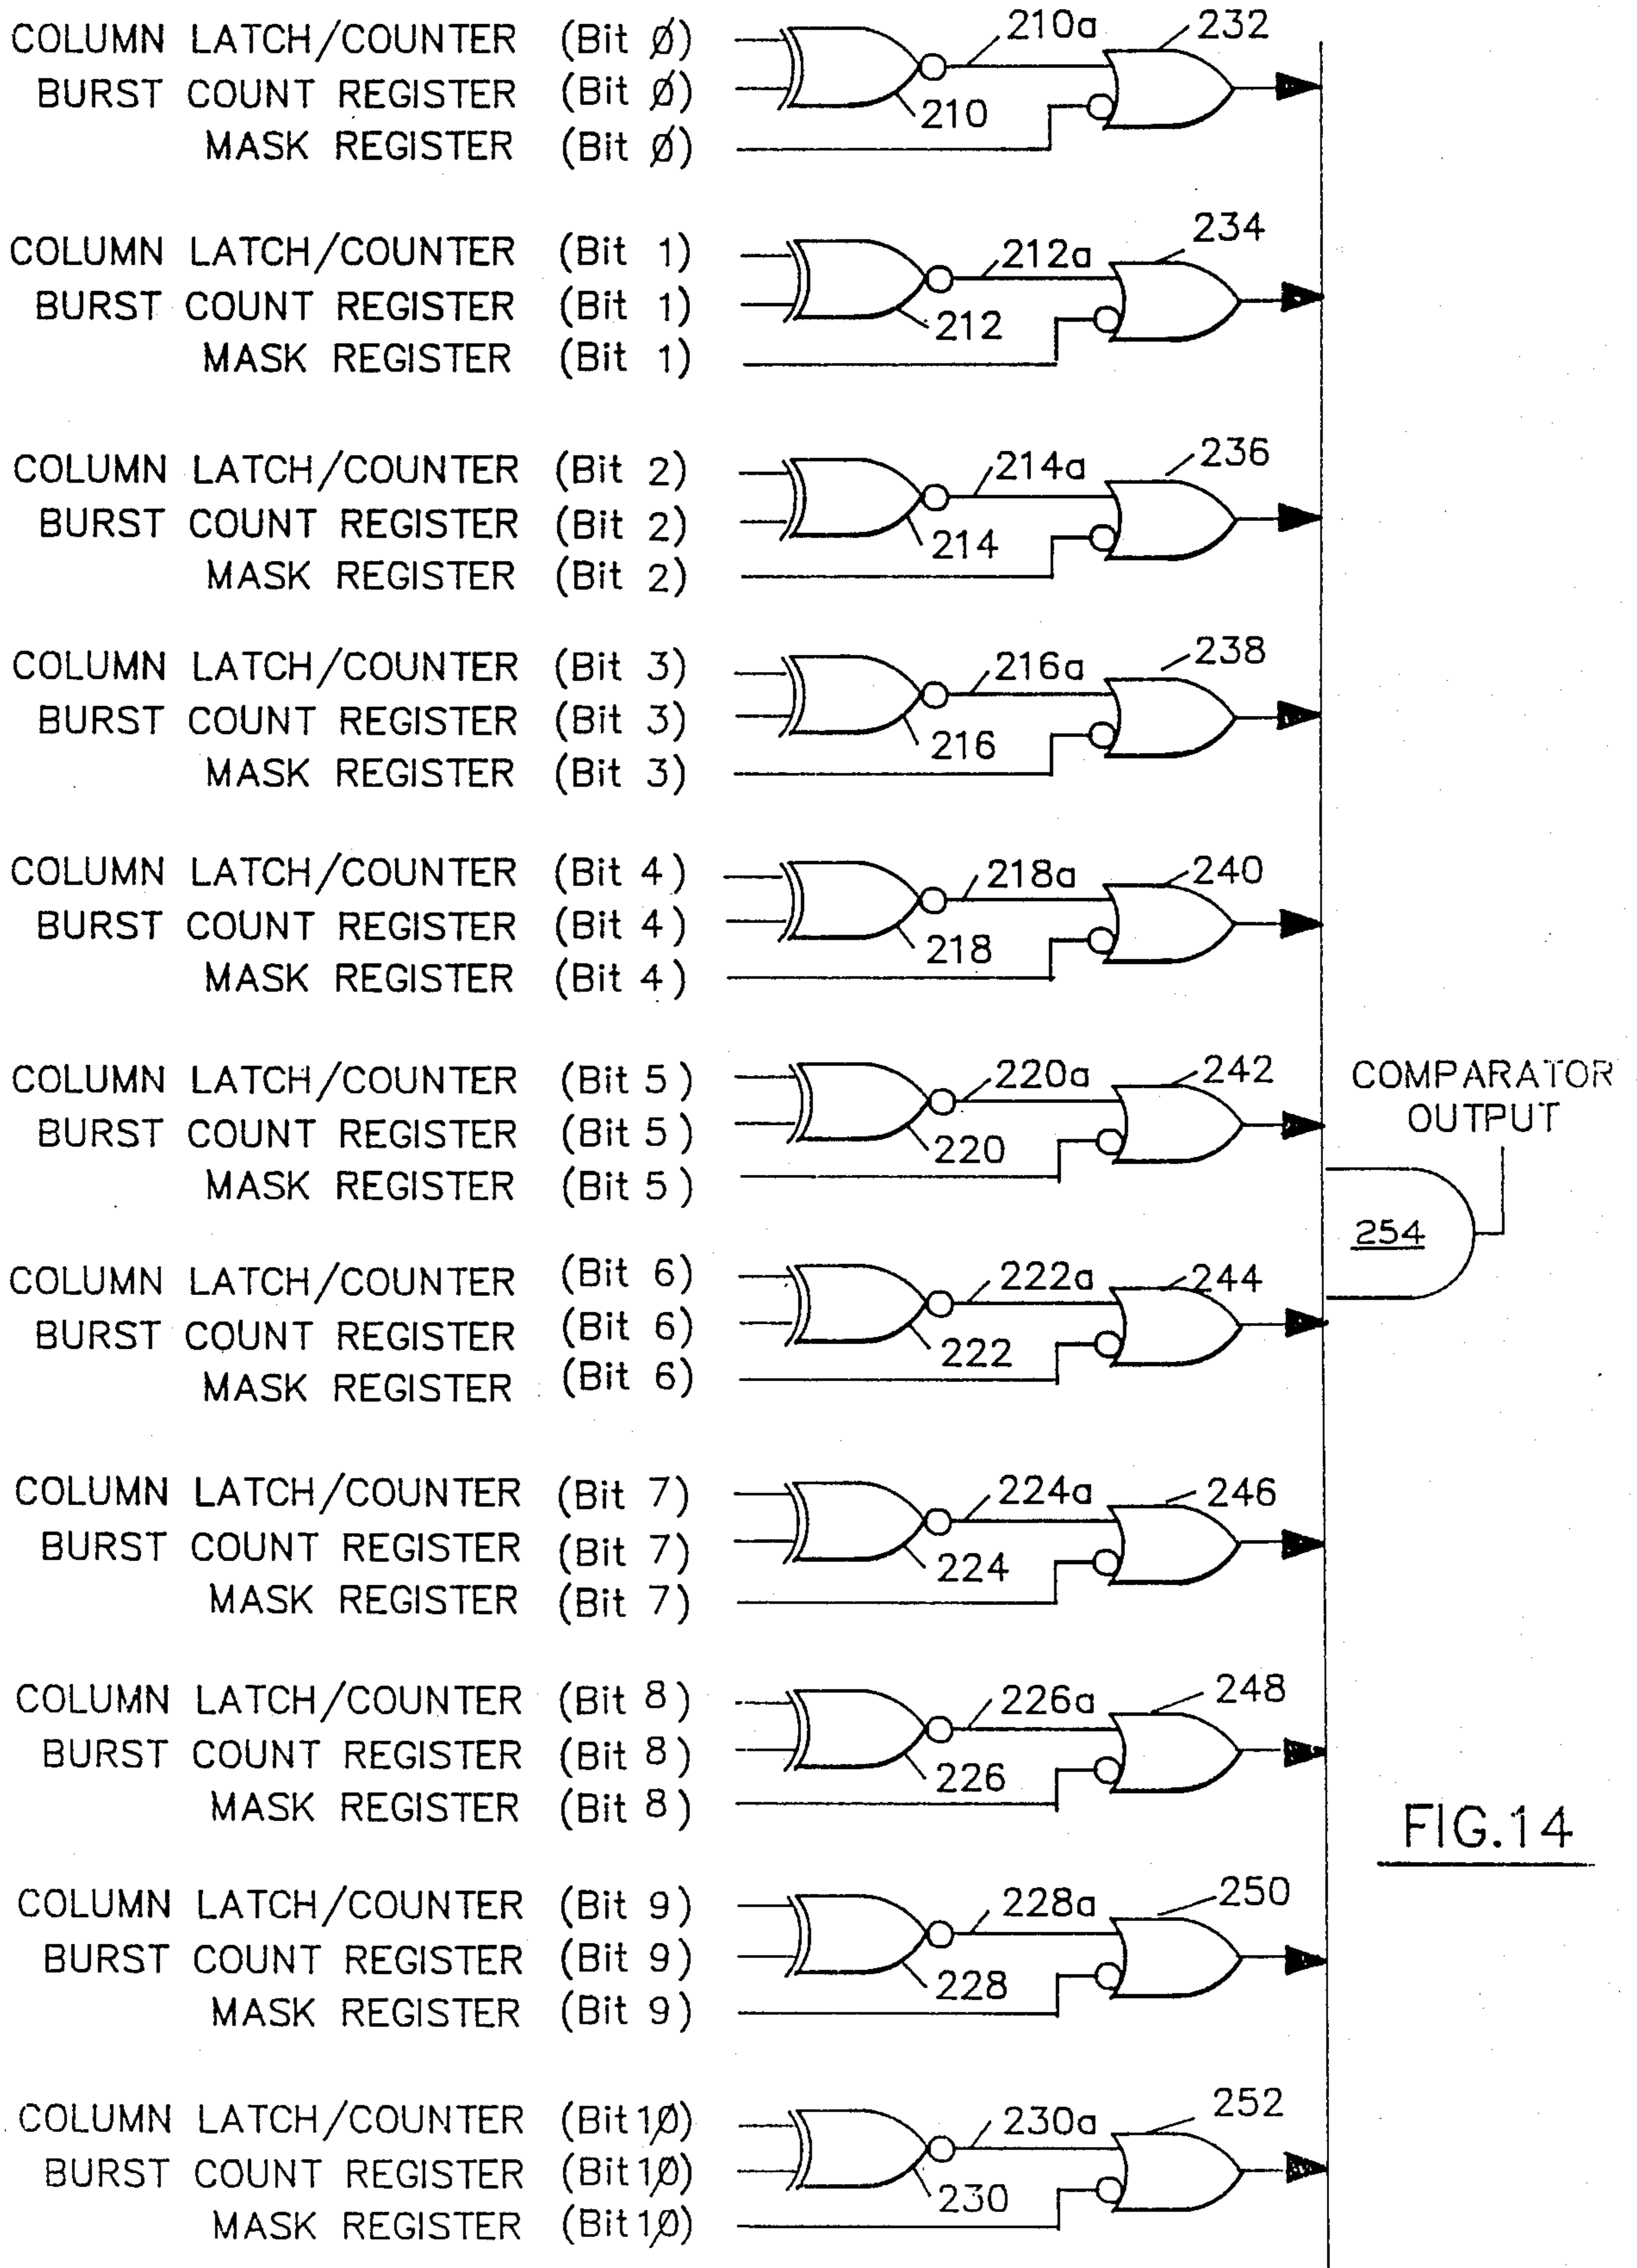 COLUMN LATCH/COUNTER (Bit Ø) 210a 232
BURST COUNT REGISTER (Bit Ø) 210
MASK REGISTER (Bit Ø)
COLUMN LATCH/COUNTER (Bit 1) 212a 234
BURST COUNT REGISTER (Bit 1) 212
MASK REGISTER (Bit 1)
COLUMN LATCH/COUNTER (Bit 2) 214a 236
BURST COUNT REGISTER (Bit 2) 214
MASK REGISTER (Bit 2)
COLUMN LATCH/COUNTER (Bit 3) 216a 238
BURST COUNT REGISTER (Bit 3) 216
MASK REGISTER (Bit 3)
COLUMN LATCH/COUNTER (Bit 4) 218a 240
BURST COUNT REGISTER (Bit 4) 218
MASK REGISTER (Bit 4)
COLUMN LATCH/COUNTER (Bit 5) 220a 242
BURST COUNT REGISTER (Bit 5) 220
MASK REGISTER (Bit 5)
COMPARATOR
OUTPUT
254
COLUMN LATCH/COUNTER (Bit 6) 222a 244
BURST COUNT REGISTER (Bit 6) 222
MASK REGISTER (Bit 6)
COLUMN LATCH/COUNTER (Bit 7) 224a 246
BURST COUNT REGISTER (Bit 7) 224
MASK REGISTER (Bit 7)
COLUMN LATCH/COUNTER (Bit 8) 226a 248
BURST COUNT REGISTER (Bit 8) 226
MASK REGISTER (Bit 8)
FIG.14
COLUMN LATCH/COUNTER (Bit 9) 228a 250
BURST COUNT REGISTER (Bit 9) 228
MASK REGISTER (Bit 9)
COLUMN LATCH/COUNTER (Bit 1Ø) 230a 252
BURST COUNT REGISTER (Bit 1Ø) 230
MASK REGISTER (Bit 1Ø)